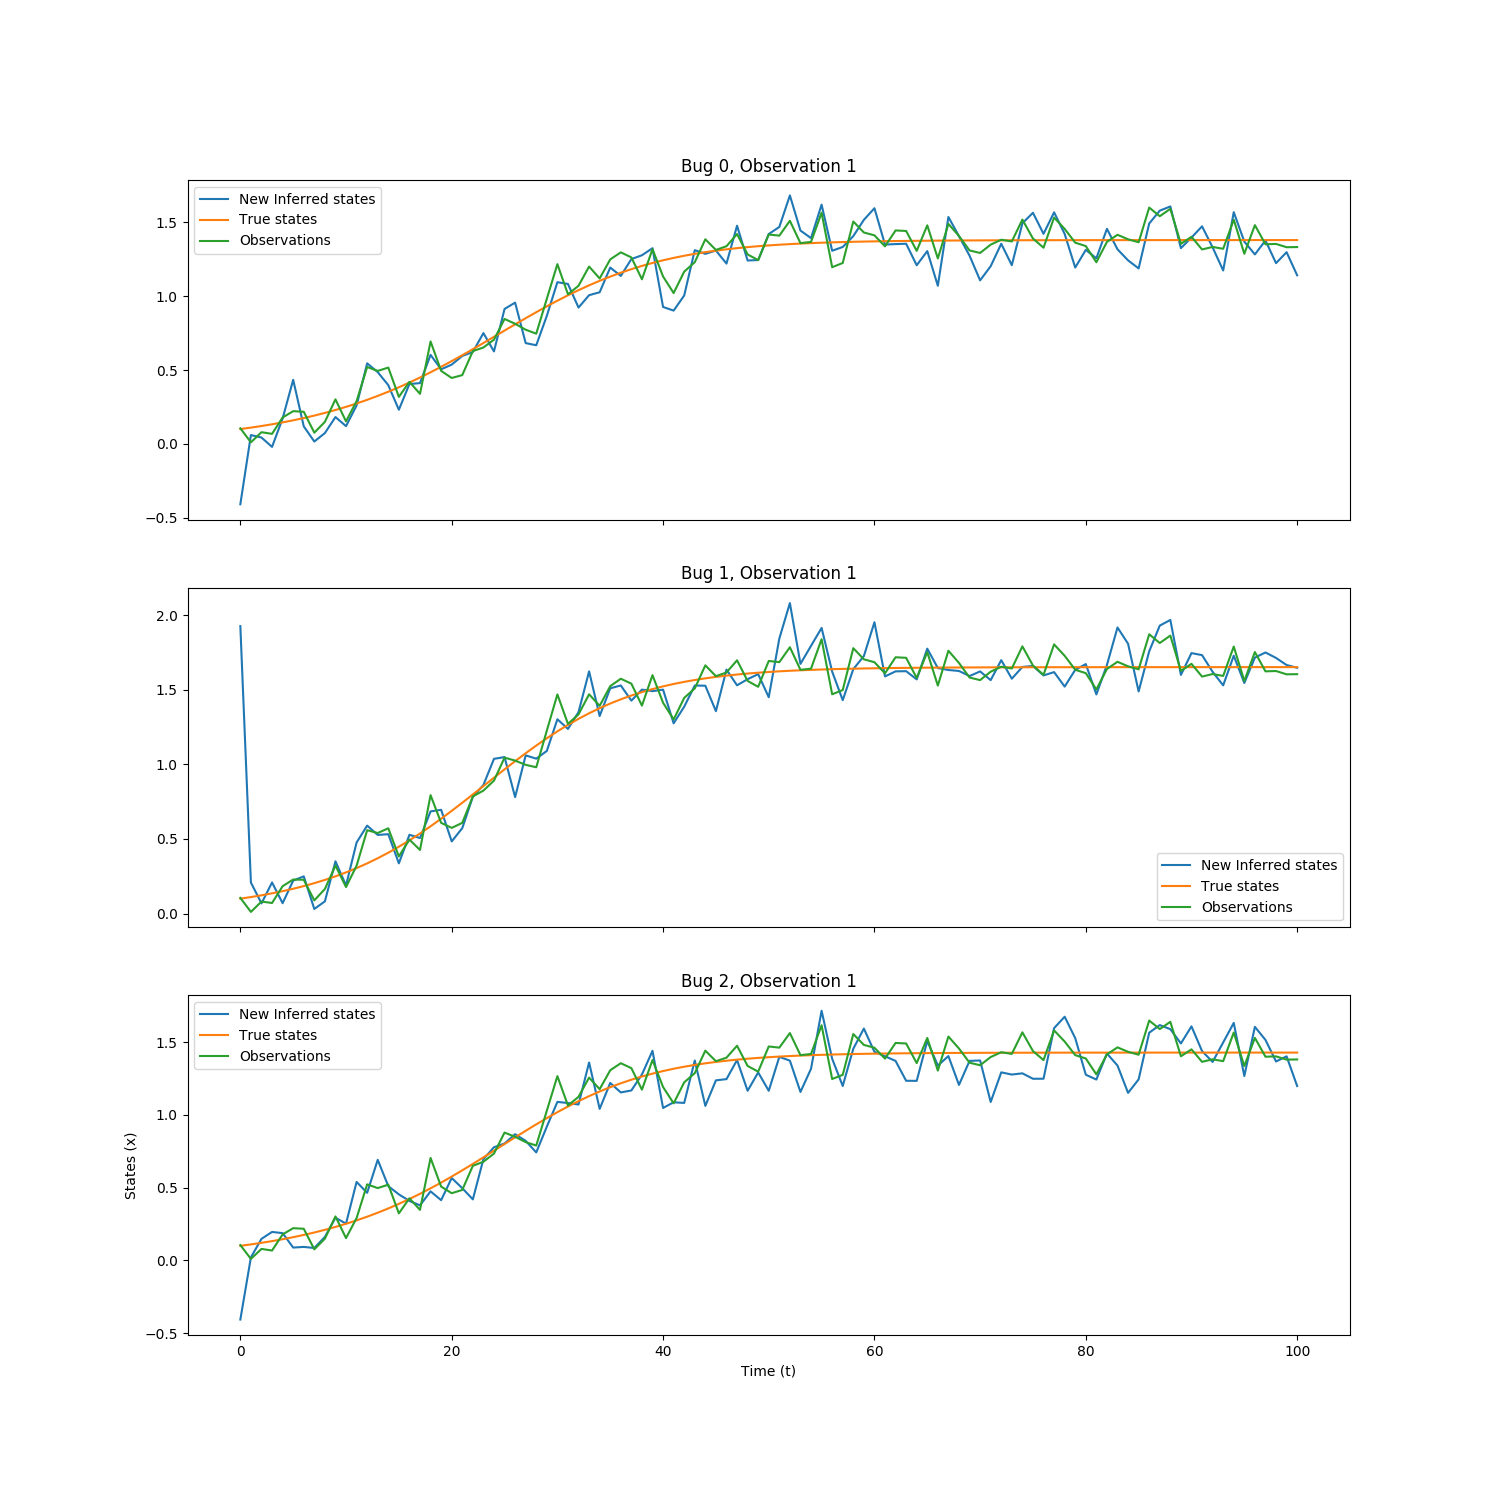 Bug 0, Observation 1
New Inferred states
True states
Observations
1.5
1.0
0.5
0.0
−0.5
Bug 1, Observation 1
2.0
1.5
1.0
0.5
0.0
New Inferred states
True states
Observations
Bug 2, Observation 1
New Inferred states
True states
Observations
1.5
1.0
0.5
0.0
−0.5
States (x)
0 20 40 60 80 100
Time (t)